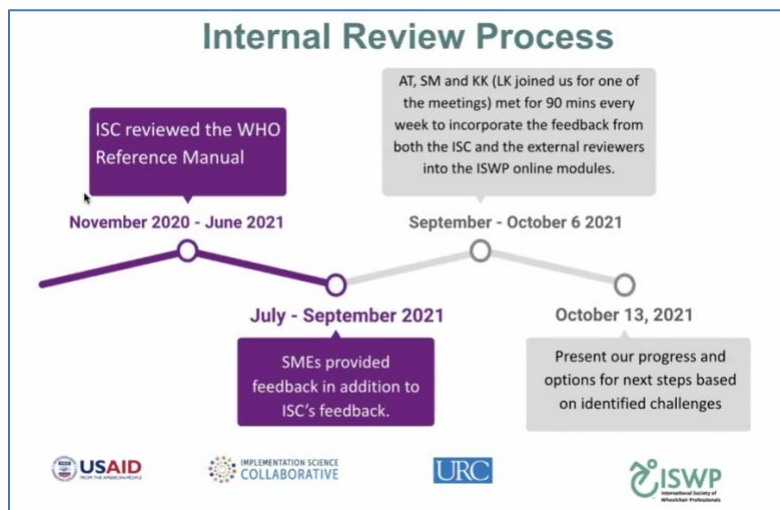 Internal Review Process
ISC reviewed the WHO
Reference Manual
November 2020 - June 2021
July - September 2021
SMEs provided
feedback in addition to
ISC's feedback.
AT, SM and KK (LK joined us for one of
the meetings) met for 90 mins every
week to incorporate the feedback from
both the ISC and the external reviewers
into the ISWP online modules.
September - October 6 2021
October 13, 2021
Present our progress and
options for next steps based
on identified challenges
USAID
FROM THE AMERICAN PEOPLE
IMPLEMENTATION SCIENCE
COLLABORATIVE
URC
ISWP
International Society of
Wheelchair Professionals